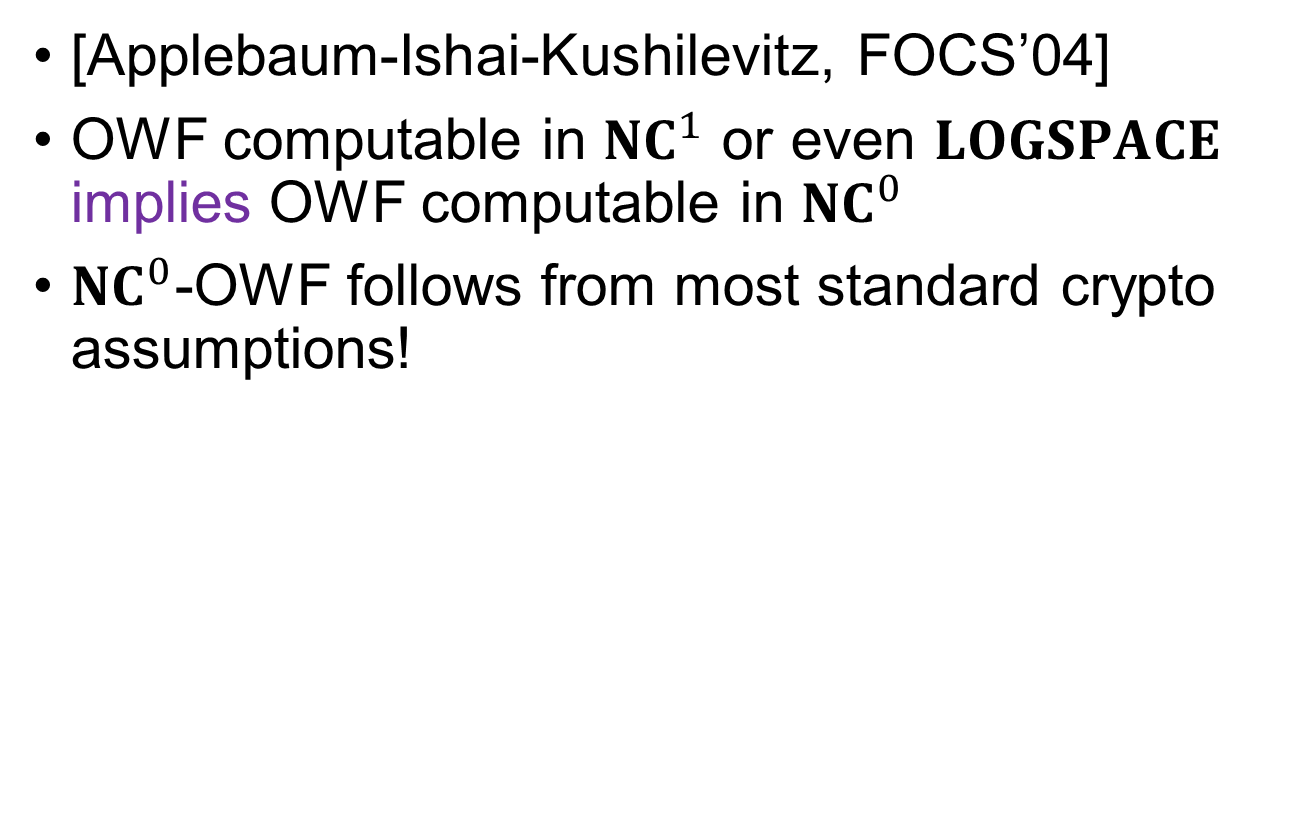 • [Applebaum-Ishai-Kushilevitz, FOCS’04]
• OWF computable in NC¹ or even LOGSPACE
implies OWF computable in NC⁰
• NC⁰-OWF follows from most standard crypto
assumptions!